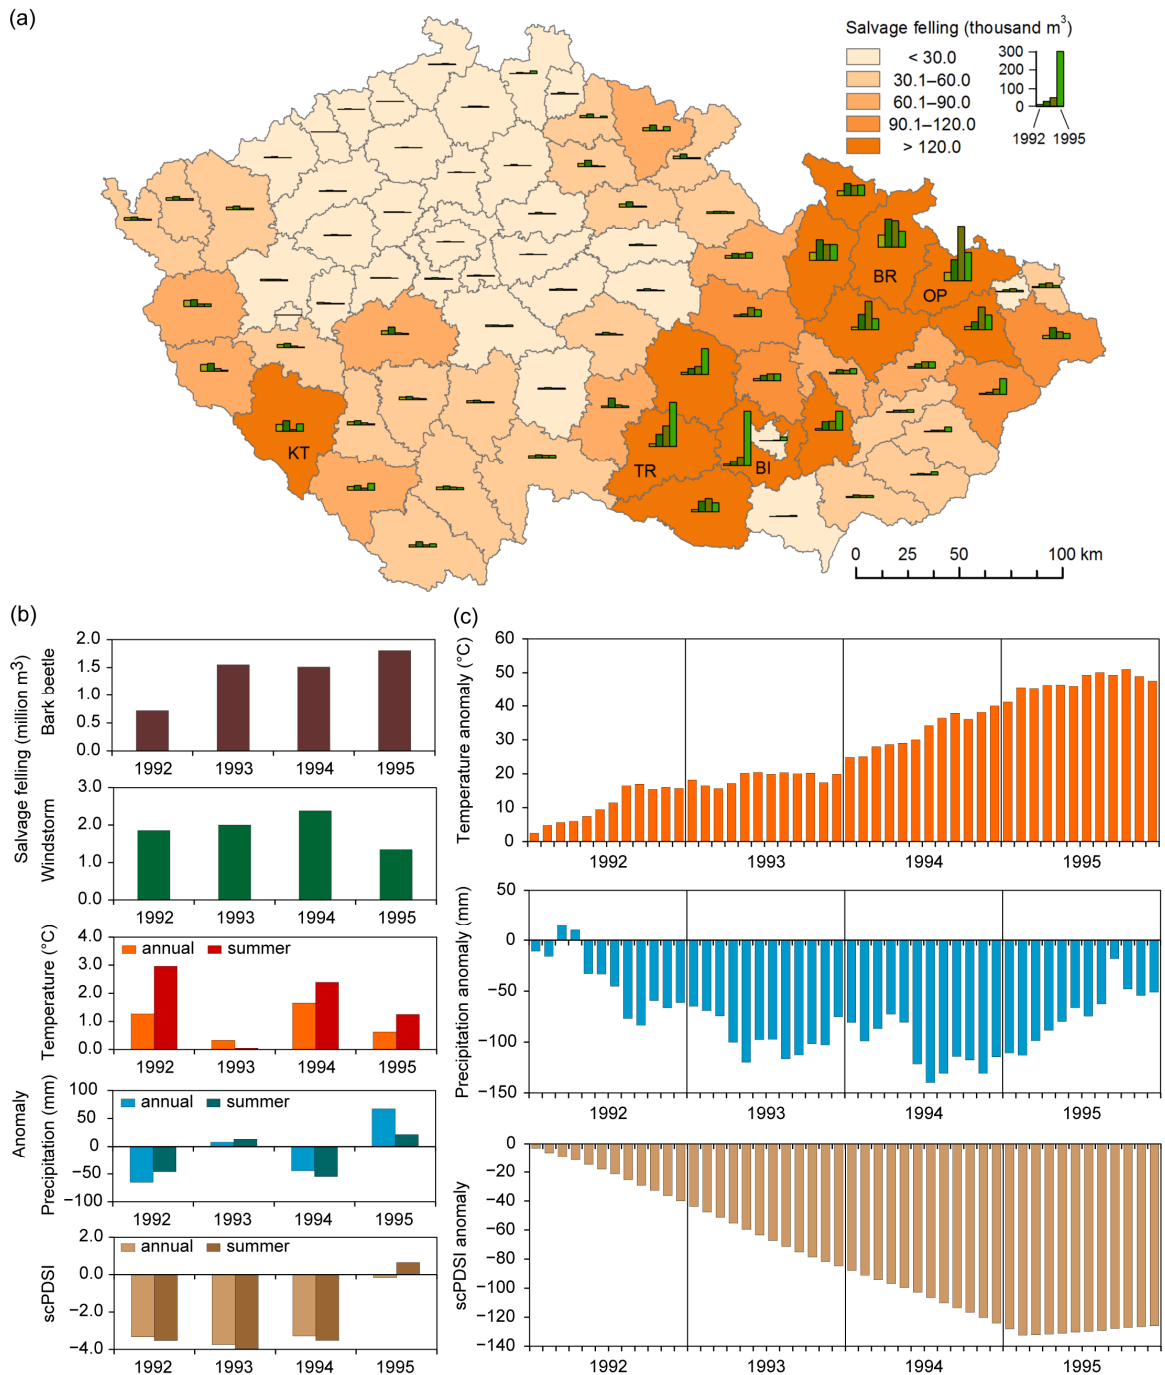 (a)
Salvage felling (thousand m³)
< 30.0
30.1–60.0
60.1–90.0
90.1–120.0
> 120.0
300
200
100
0
1992 1995
BR
OP
KT
TR
BI
0 25 50 100 km
(b)
Salvage felling (million m³)
Bark beetle
2.0
1.5
1.0
0.5
0.0
1992 1993 1994 1995
Windstorm
3.0
2.0
1.0
0.0
1992 1993 1994 1995
Anomaly
Temperature (°C)
4.0
3.0
2.0
1.0
0.0
annual summer
1992 1993 1994 1995
Precipitation (mm)
100
50
0
−50
−100
annual summer
1992 1993 1994 1995
scPDSI
2.0
0.0
−2.0
−4.0
annual summer
1992 1993 1994 1995
(c)
Temperature anomaly (°C)
60
50
40
30
20
10
0
1992 1993 1994 1995
Precipitation anomaly (mm)
50
0
−50
−100
−150
1992 1993 1994 1995
scPDSI anomaly
0
−20
−40
−60
−80
−100
−120
−140
1992 1993 1994 1995